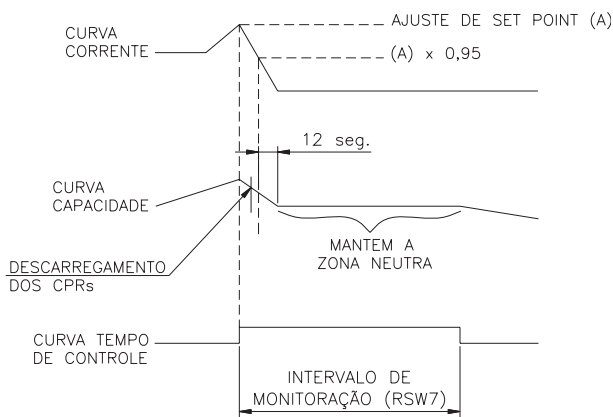 AJUSTE DE SET POINT (A)
CURVA
CORRENTE
(A) x 0,95
12 seg.
CURVA
CAPACIDADE
MANTEM A
ZONA NEUTRA
DESCARREGAMENTO
DOS CPRs
CURVA TEMPO
DE CONTROLE
INTERVALO DE
MONITORAÇÃO (RSW7)